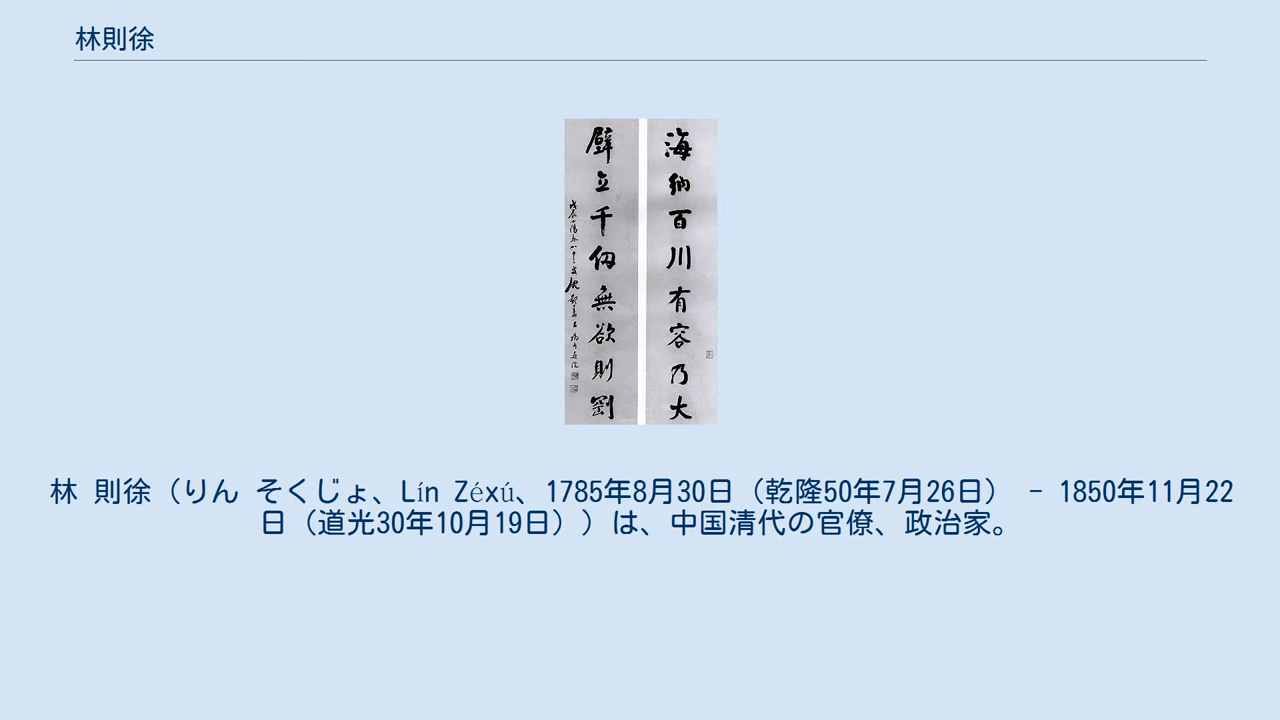 林則徐
海納百川有容乃大
壁立千仞無欲則剛
林 則徐（りん そくじょ、Lín Zéxú、1785年8月30日（乾隆50年7月26日） - 1850年11月22
日（道光30年10月19日））は、中国清代の官僚、政治家。